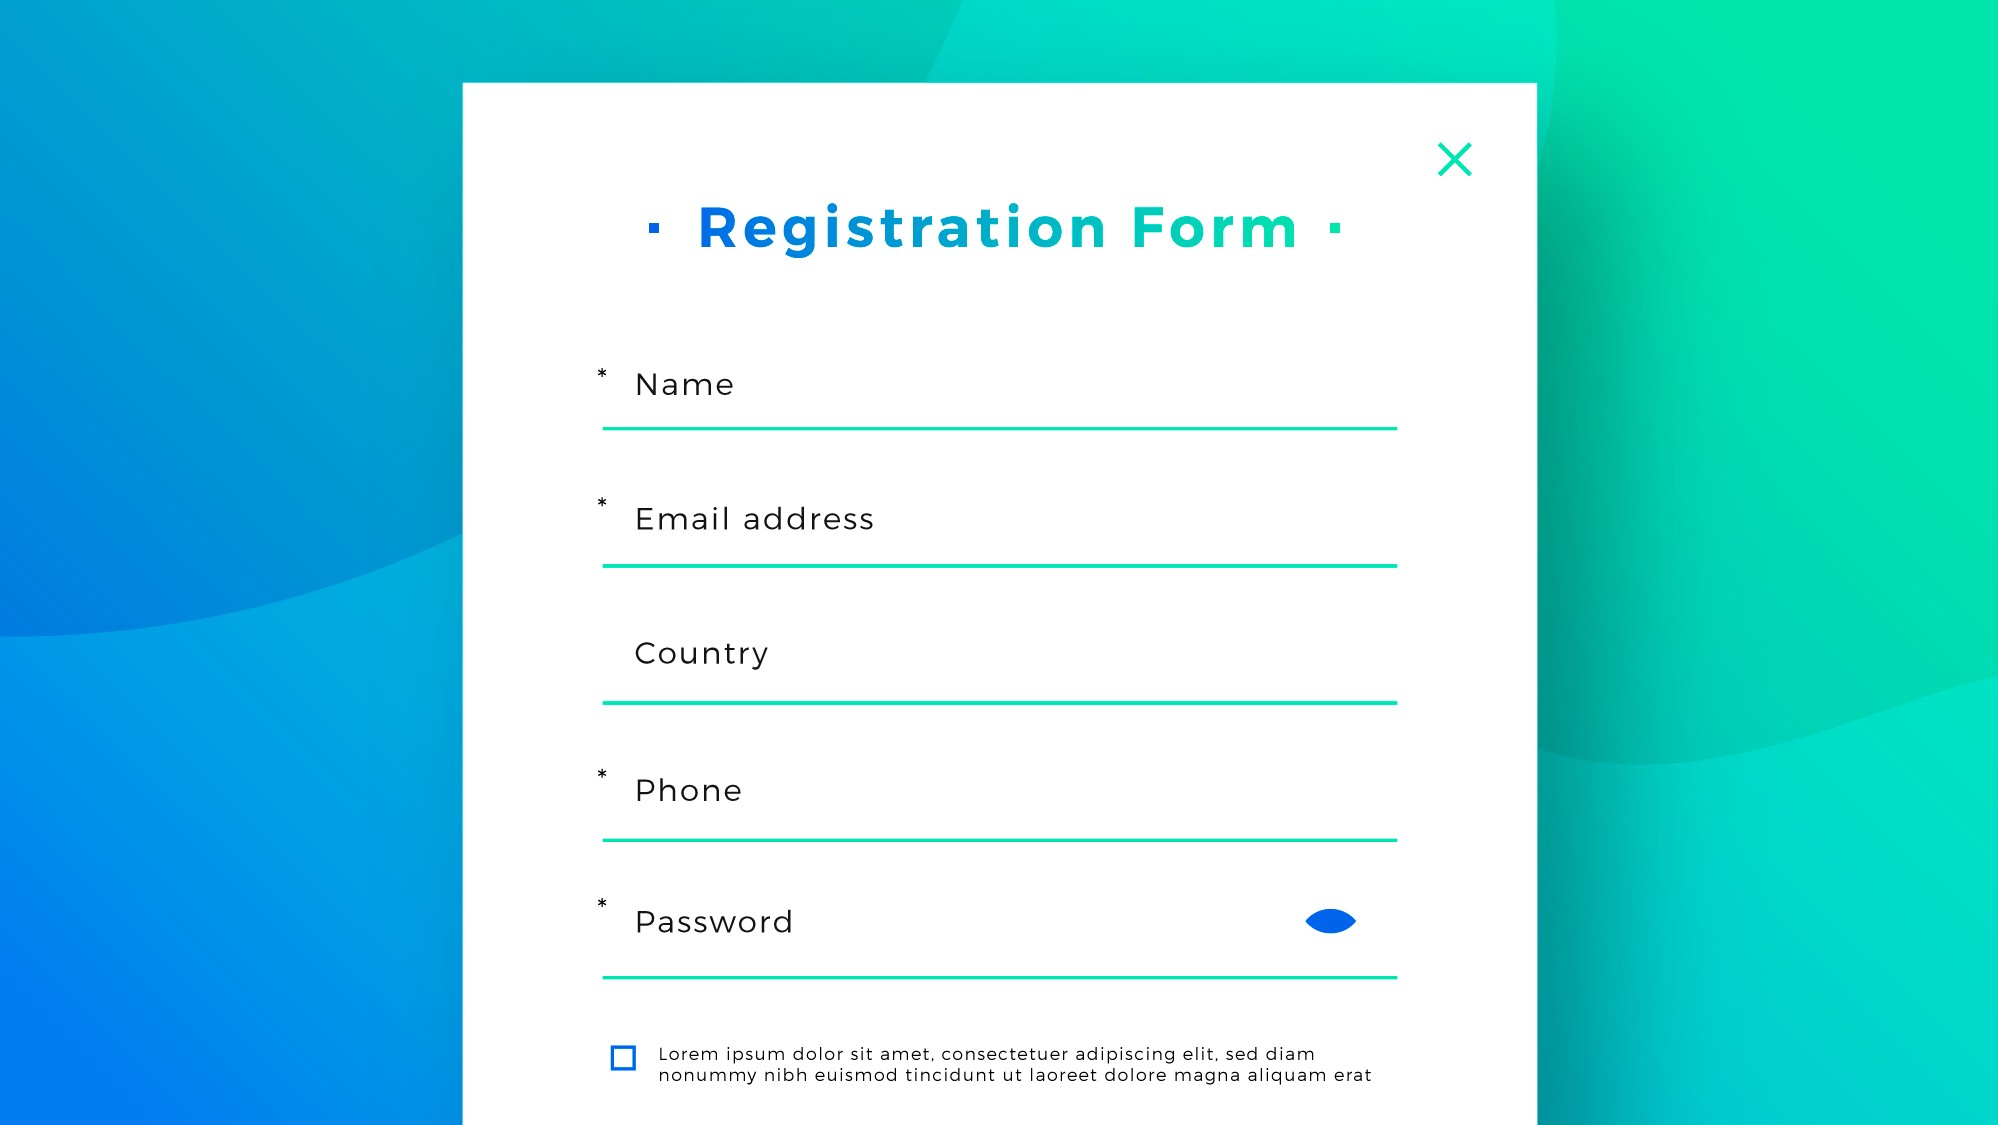 · Registration Form ·
* Name
* Email address
Country
* Phone
* Password
Lorem ipsum dolor sit amet, consectetuer adipiscing elit, sed diam
nonummy nibh euismod tincidunt ut laoreet dolore magna aliquam erat